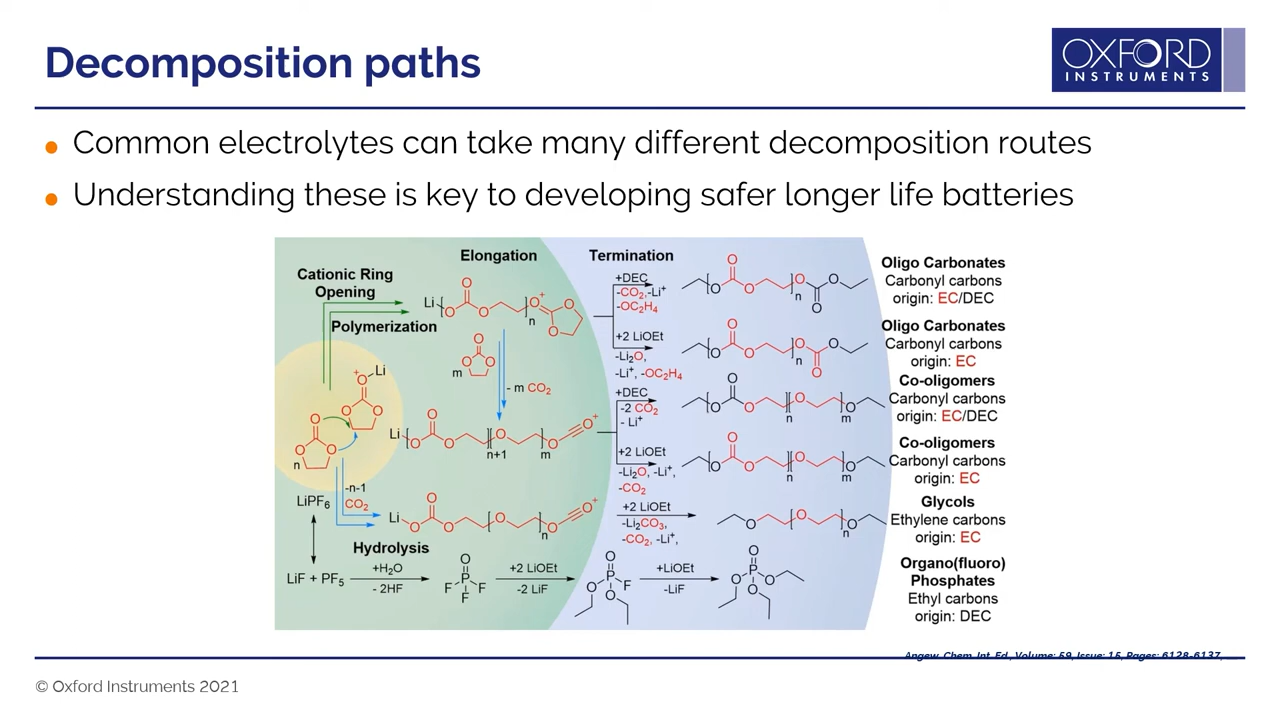 Decomposition paths
OXFORD
INSTRUMENTS
Common electrolytes can take many different decomposition routes
Understanding these is key to developing safer longer life batteries
Cationic Ring
Opening
Polymerization
Elongation
Termination
Li
O
O
O
O+
O
O
n
+DEC
-CO₂,-Li⁺
-OC₂H₄
+2 LiOEt
-Li₂O,
-Li⁺, -OC₂H₄
O
O
O
O
O
O
n
Oligo Carbonates
Carbonyl carbons
origin: EC/DEC
O
O
O
O
O
O
n
Oligo Carbonates
Carbonyl carbons
origin: EC
m
O
O
O
- m CO₂
+
O
Li
O
O
O
O
O
n
Li
O
O
O
O
n+1
O
m
O+
+DEC
-2 CO₂
- Li⁺
+2 LiOEt
-Li₂O, -Li⁺,
-CO₂
O
O
O
O
n
O
m
Co-oligomers
Carbonyl carbons
origin: EC/DEC
O
O
O
O
n
O
m
Co-oligomers
Carbonyl carbons
origin: EC
-n-1
CO₂
Li
O
O
O
O
O
n
O+
+2 LiOEt
-Li₂CO₃,
-CO₂, -Li⁺,
O
O
O
n
Glycols
Ethylene carbons
origin: EC
LiPF₆
Hydrolysis
LiF + PF₅
+H₂O
- 2HF
O
F
P
F
F
+2 LiOEt
-2 LiF
O
O
P
F
O
+LiOEt
-LiF
O
O
P
O
O
Organo(fluoro)
Phosphates
Ethyl carbons
origin: DEC
Angew. Chem. Int. Ed., Volume: 59, Issue: 15, Pages: 6128-6137,
© Oxford Instruments 2021